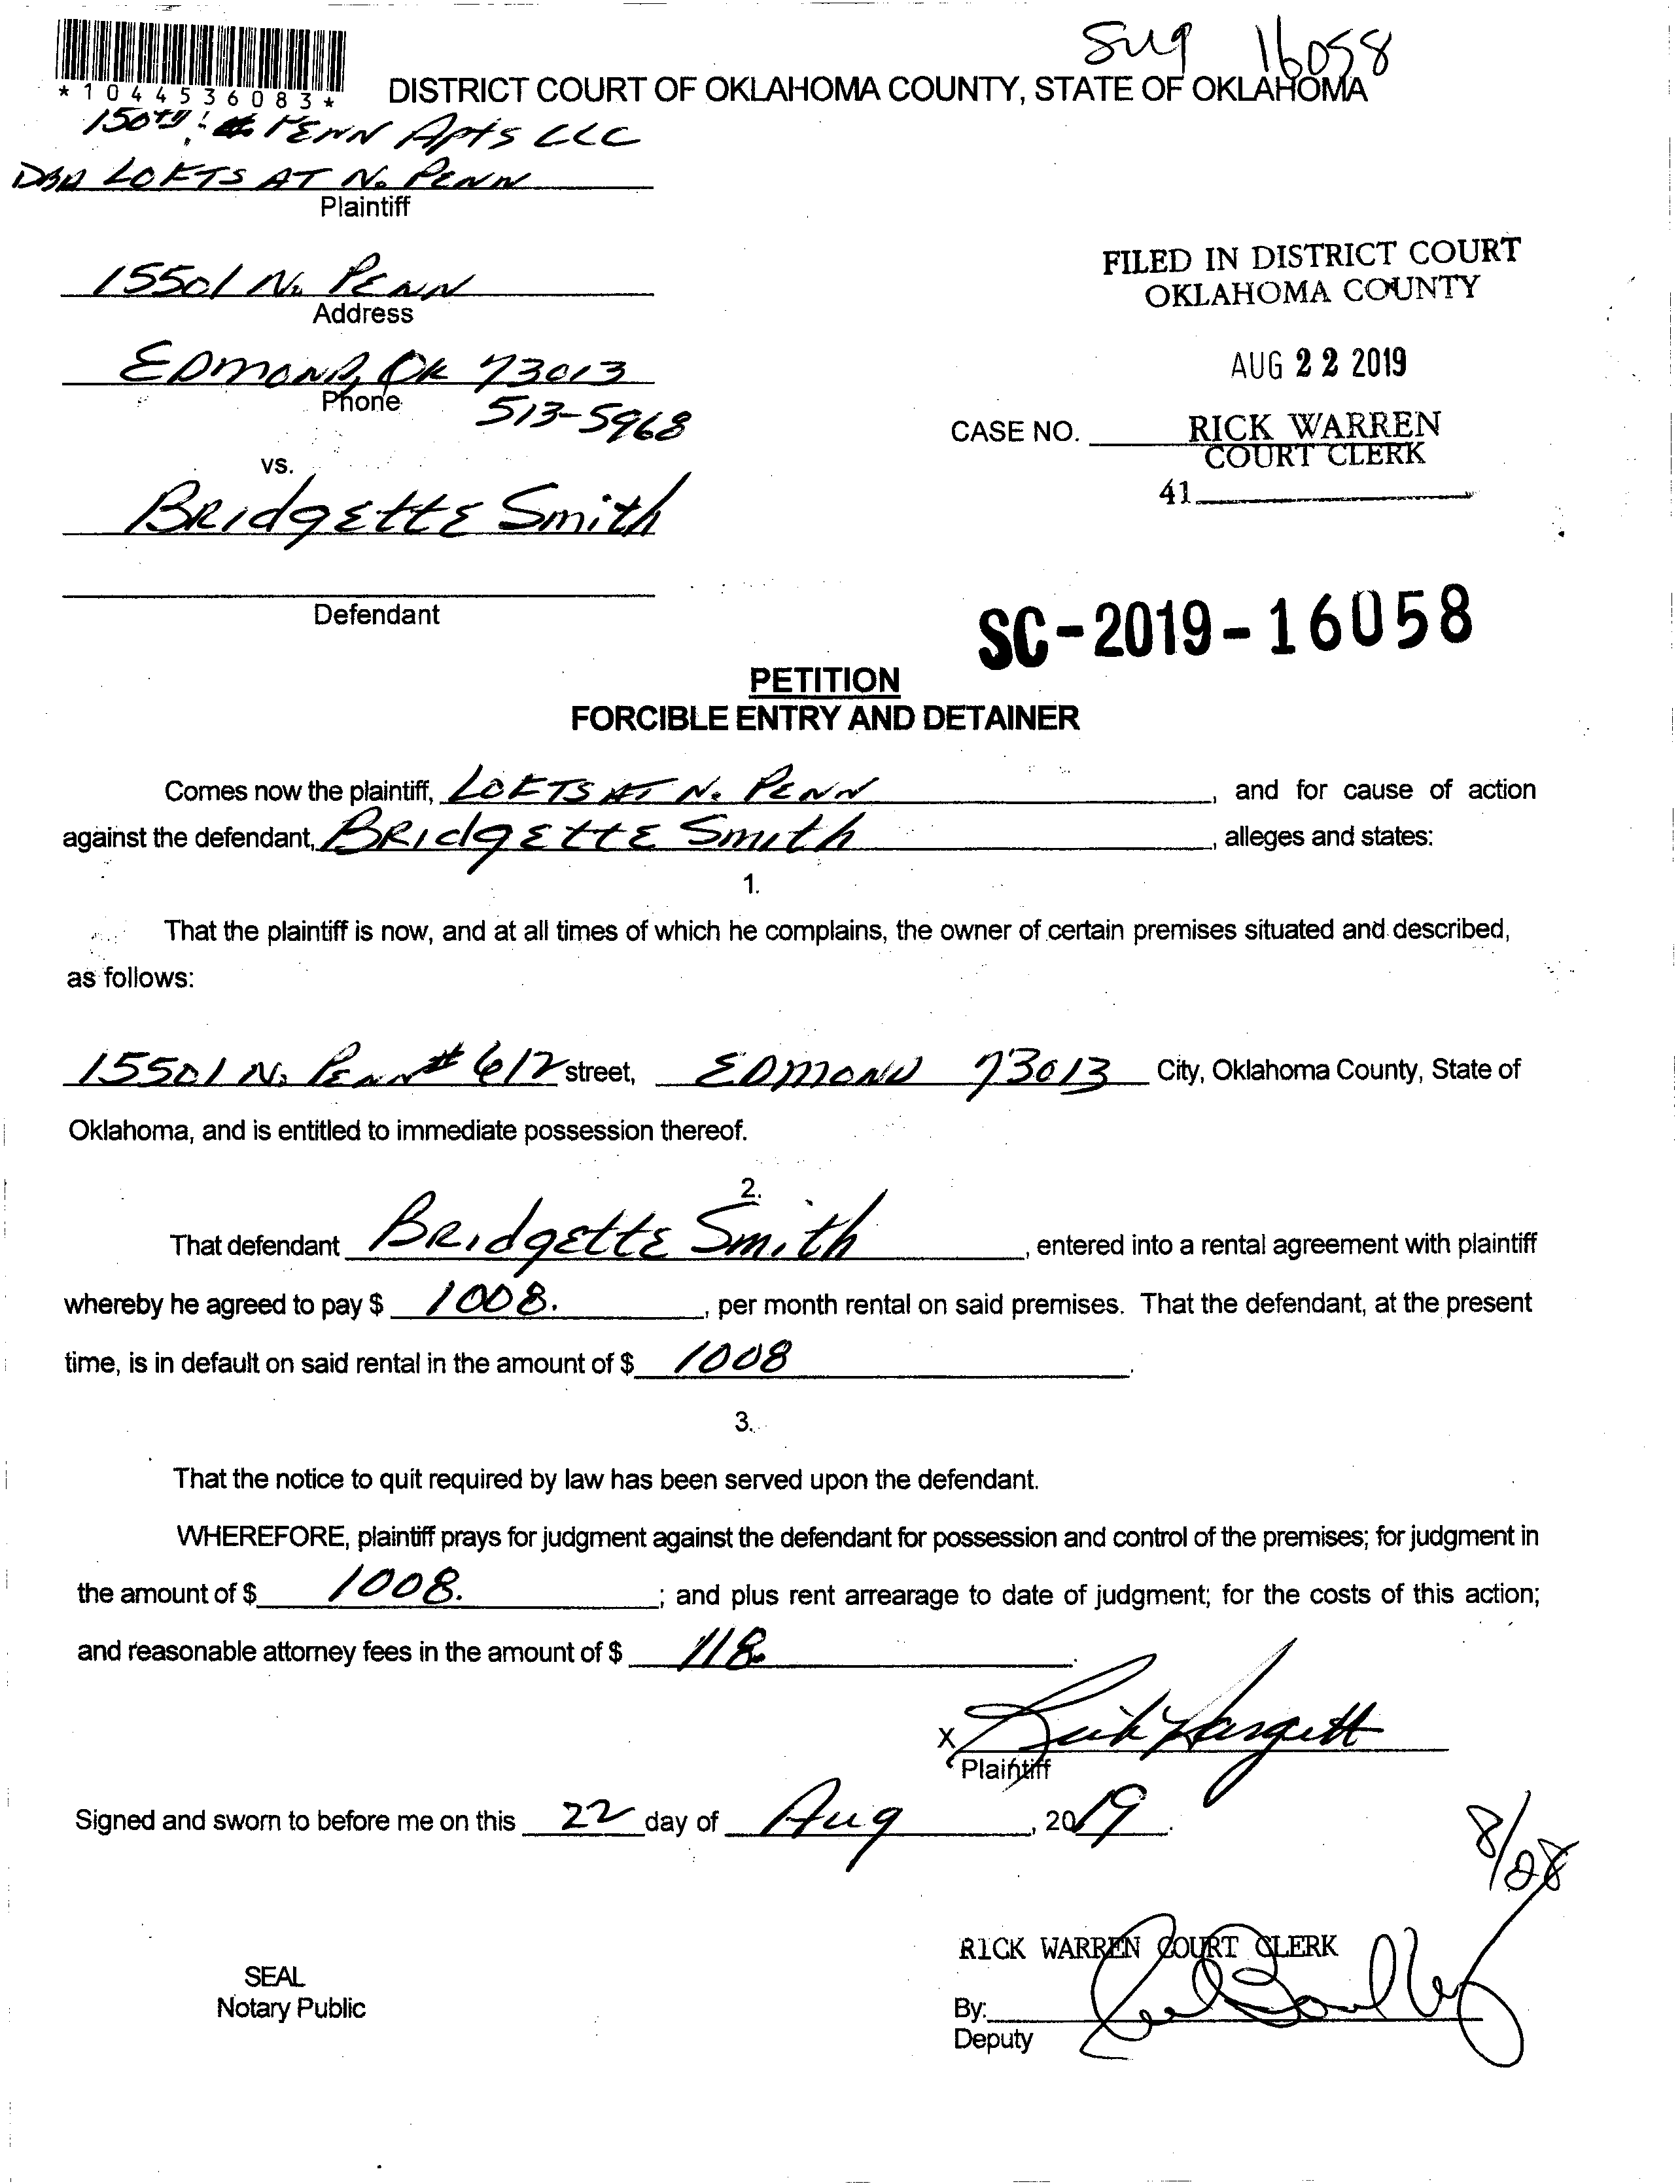 Sug 16058
*1044536083*
DISTRICT COURT OF OKLAHOMA COUNTY, STATE OF OKLAHOMA
150th PENN Apts LLC
DBA LOFTS AT N. PENN
Plaintiff
15501 N. PENN
Address
FILED IN DISTRICT COURT
OKLAHOMA COUNTY
EDMOND, OK 73013
Phone
513-5968
AUG 22 2019
CASE NO.
RICK WARREN
COURT CLERK
41
vs.
BRIdgEttE Smith
Defendant
SC-2019-16058
PETITION
FORCIBLE ENTRY AND DETAINER
Comes now the plaintiff, LOFTS AT N. PENN, and for cause of action
against the defendant, BRIdgEttE Smith, alleges and states:
1.
That the plaintiff is now, and at all times of which he complains, the owner of certain premises situated and described,
as follows:
15501 N. PENN # 612 street, EDMOND 73013 City, Oklahoma County, State of
Oklahoma, and is entitled to immediate possession thereof.
2.
That defendant BRIdgEttE Smith, entered into a rental agreement with plaintiff
whereby he agreed to pay $ 1008., per month rental on said premises. That the defendant, at the present
time, is in default on said rental in the amount of $ 1008.
3.
That the notice to quit required by law has been served upon the defendant.
WHEREFORE, plaintiff prays for judgment against the defendant for possession and control of the premises; for judgment in
the amount of $ 1008.; and plus rent arrearage to date of judgment; for the costs of this action;
and reasonable attorney fees in the amount of $ 118.
X
Plaintiff
Signed and sworn to before me on this 22 day of Aug, 2019.
8/28
RICK WARREN COURT CLERK
SEAL
Notary Public
By:
Deputy